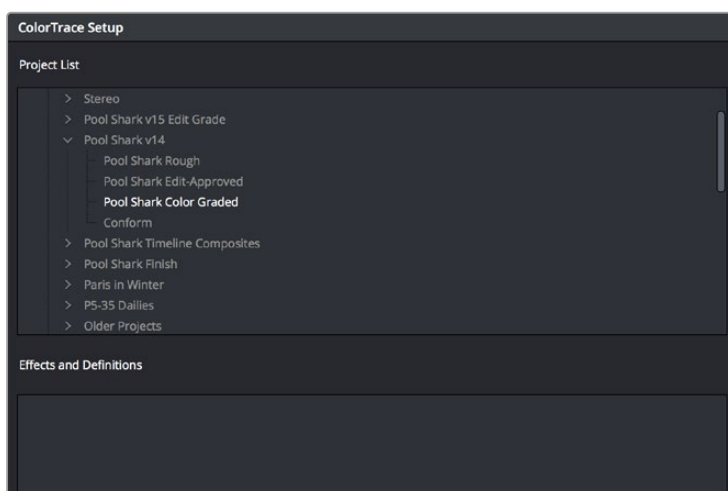 ColorTrace Setup
Project List
Stereo
Pool Shark v15 Edit Grade
Pool Shark v14
Pool Shark Rough
Pool Shark Edit-Approved
Pool Shark Color Graded
Conform
Pool Shark Timeline Composites
Pool Shark Finish
Paris in Winter
P5-35 Dailies
Older Projects
Effects and Definitions